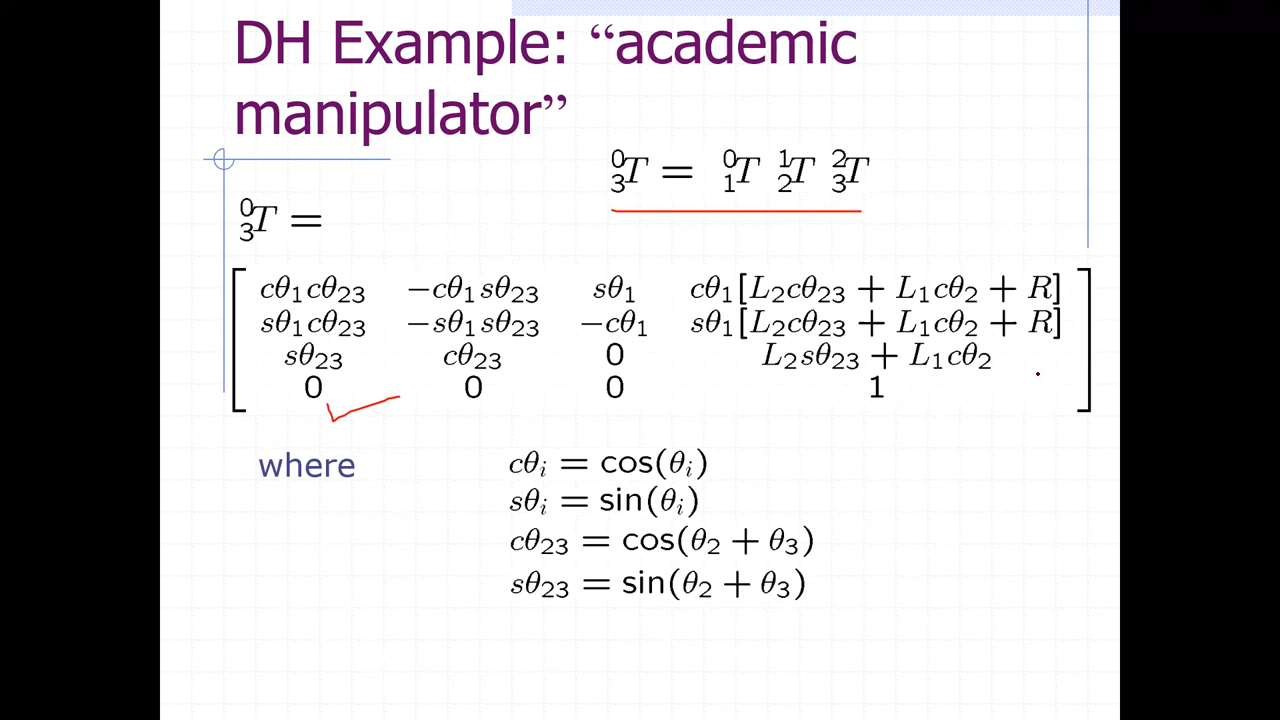 DH Example: “academic
manipulator”
⁰₃T = ⁰₁T ¹₂T ²₃T
⁰₃T =
cθ₁cθ₂₃ −cθ₁sθ₂₃ sθ₁ cθ₁[L₂cθ₂₃ + L₁cθ₂ + R]
sθ₁cθ₂₃ −sθ₁sθ₂₃ −cθ₁ sθ₁[L₂cθ₂₃ + L₁cθ₂ + R]
sθ₂₃ cθ₂₃ 0 L₂sθ₂₃ + L₁cθ₂
0 0 0 1
where
cθᵢ = cos(θᵢ)
sθᵢ = sin(θᵢ)
cθ₂₃ = cos(θ₂ + θ₃)
sθ₂₃ = sin(θ₂ + θ₃)